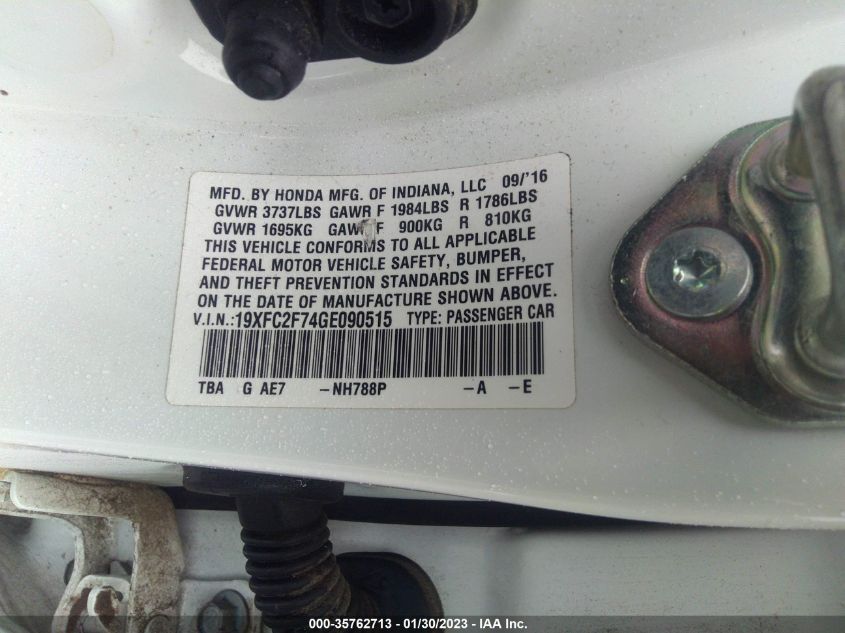 MFD. BY HONDA MFG. OF INDIANA, LLC 09/'16
GVWR 3737LBS GAWR F 1984LBS R 1786LBS
GVWR 1695KG GAWR F 900KG R 810KG
THIS VEHICLE CONFORMS TO ALL APPLICABLE
FEDERAL MOTOR VEHICLE SAFETY, BUMPER,
AND THEFT PREVENTION STANDARDS IN EFFECT
ON THE DATE OF MANUFACTURE SHOWN ABOVE.
V.I.N.:19XFC2F74GE090515 TYPE: PASSENGER CAR
TBA G AE7 -NH788P -A -E
000-35762713 - 01/30/2023 - IAA Inc.